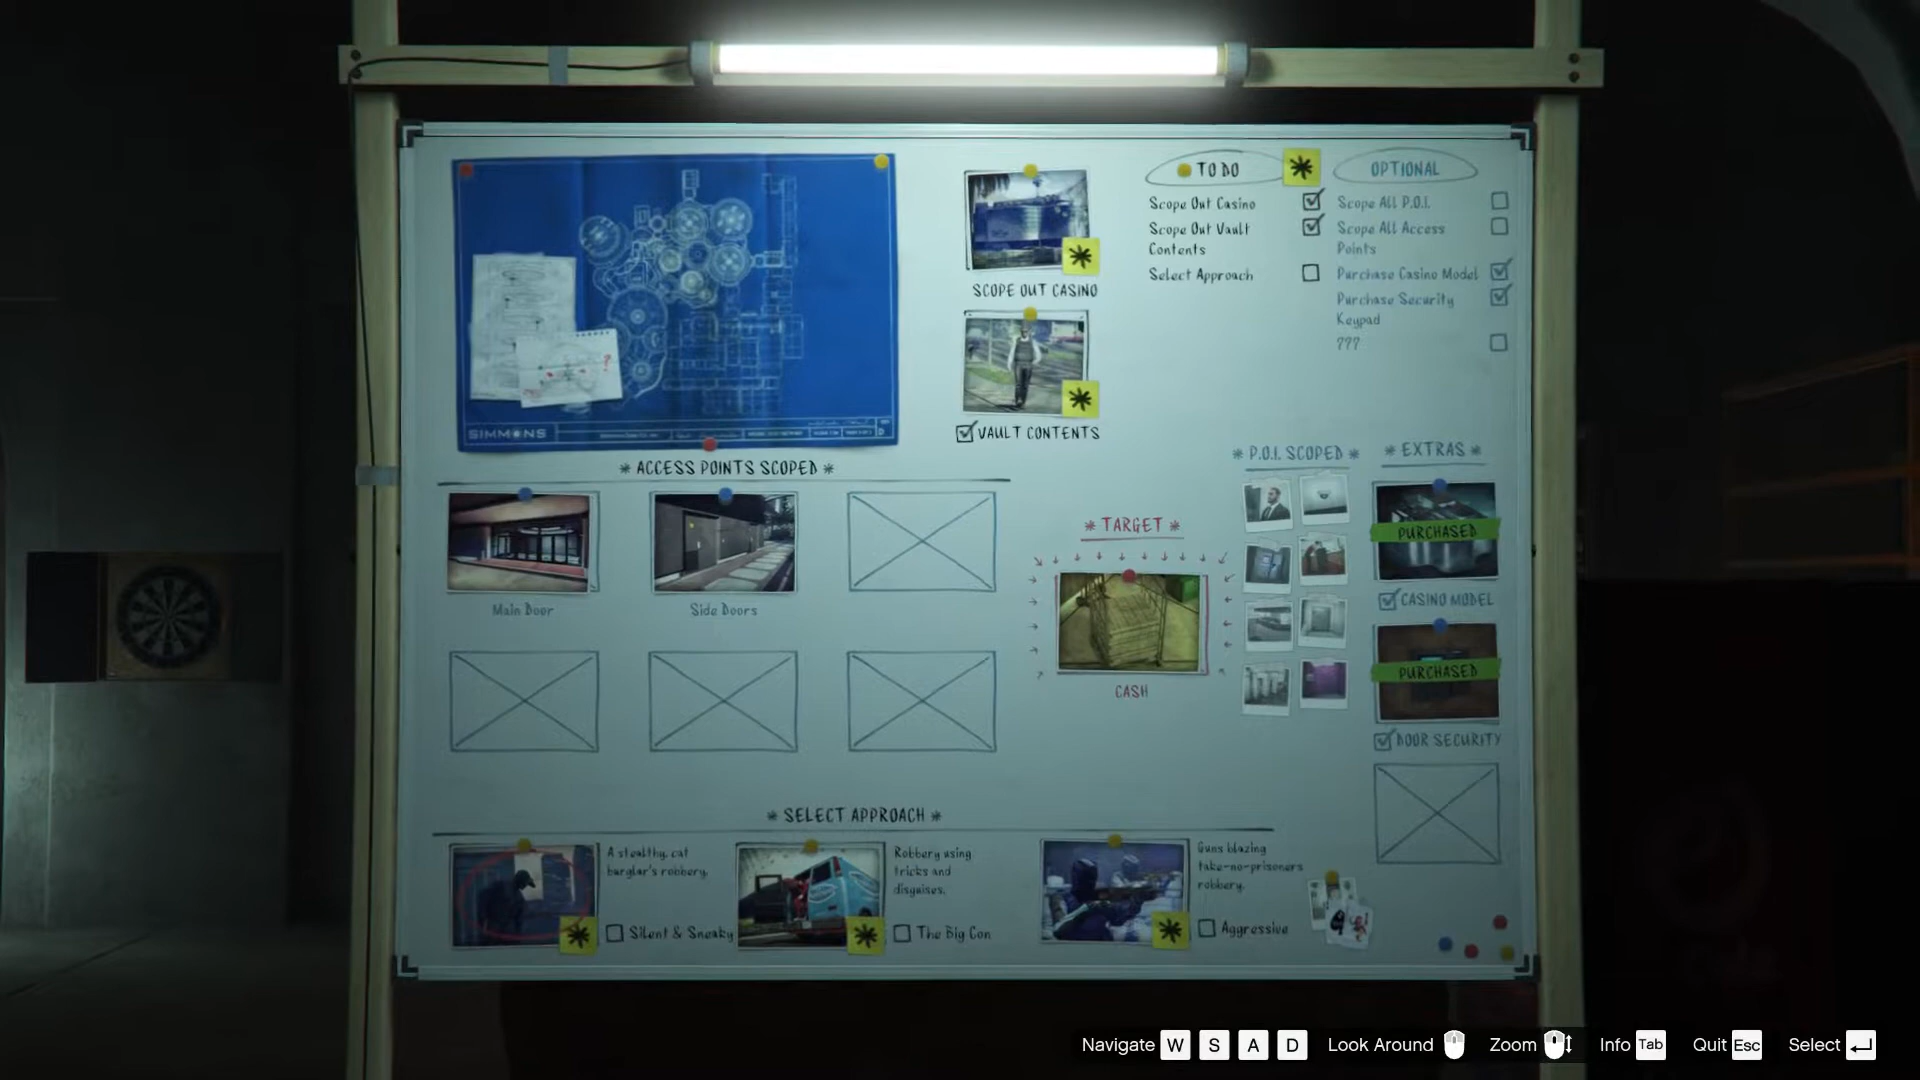 SIMMONS
SCOPE OUT CASINO
VAULT CONTENTS
TO DO
Scope Out Casino
Scope Out Vault
Contents
Select Approach
OPTIONAL
Scope All P.O.I.
Scope All Access
Points
Purchase Casino Model
Purchase Security
Keypad
???
* ACCESS POINTS SCOPED *
Main Door
Side Doors
* TARGET *
CASH
* P.O.I. SCOPED *
* EXTRAS *
PURCHASED
CASINO MODEL
PURCHASED
DOOR SECURITY
* SELECT APPROACH *
A stealthy, cat
burglar's robbery.
Silent & Sneaky
Robbery using
tricks and
disguises.
The Big Con
Guns blazing
take-no-prisoners
robbery.
Aggressive
Navigate W S A D Look Around Zoom Info Tab Quit Esc Select